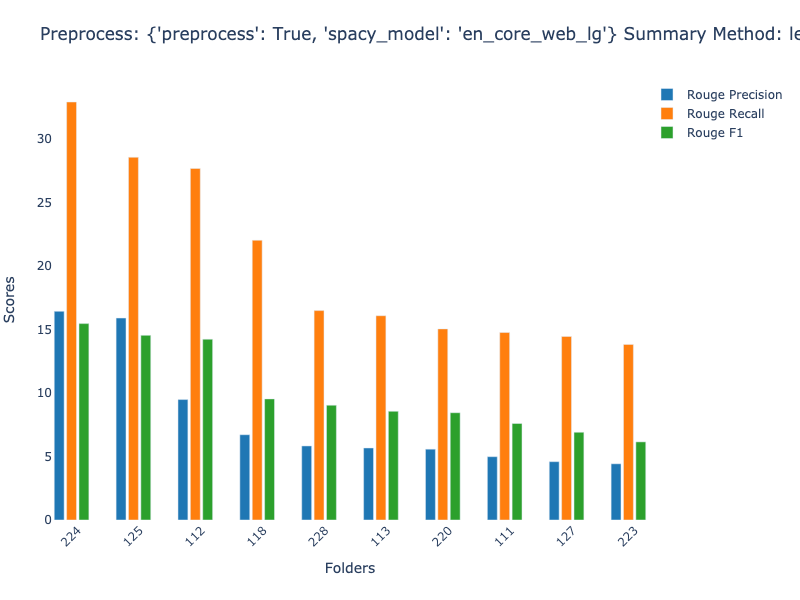 Preprocess: {'preprocess': True, 'spacy_model': 'en_core_web_lg'} Summary Method: le
Rouge Precision
Rouge Recall
Rouge F1
30
25
20
15
10
5
0
Scores
224 125 112 118 228 113 220 111 127 223
Folders